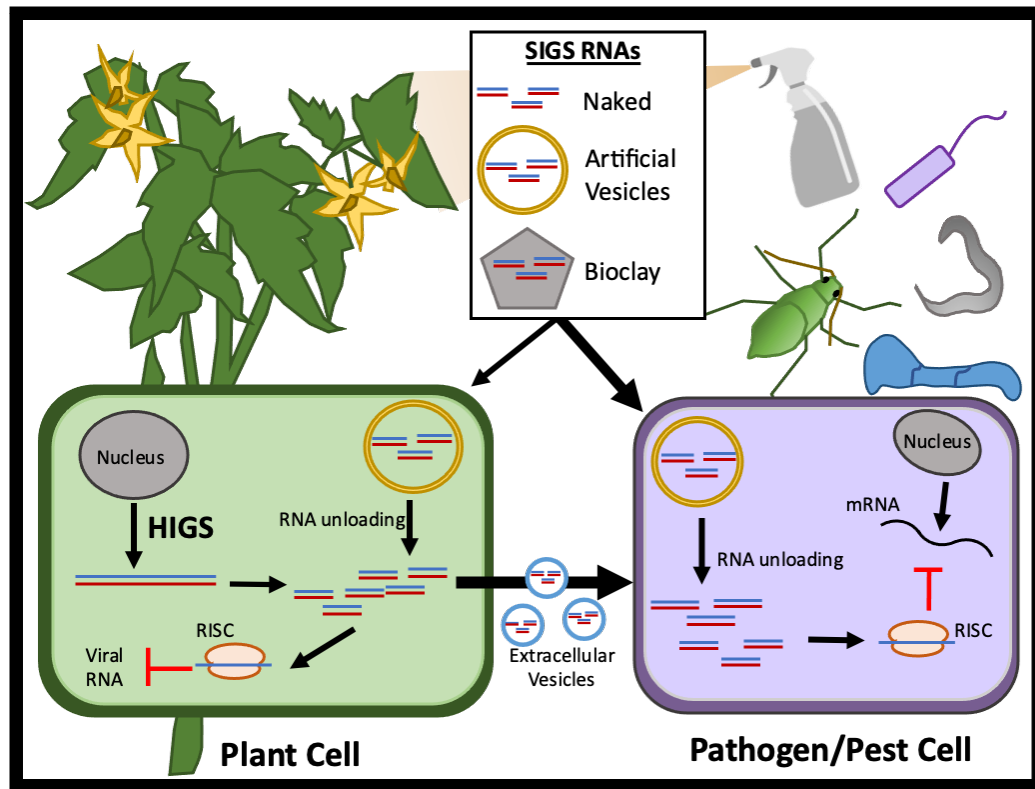 SIGS RNAs
Naked
Artificial
Vesicles
Bioclay
Nucleus
HIGS
RNA unloading
RISC
Viral
RNA
Extracellular
Vesicles
Nucleus
mRNA
RNA unloading
RISC
Plant Cell
Pathogen/Pest Cell